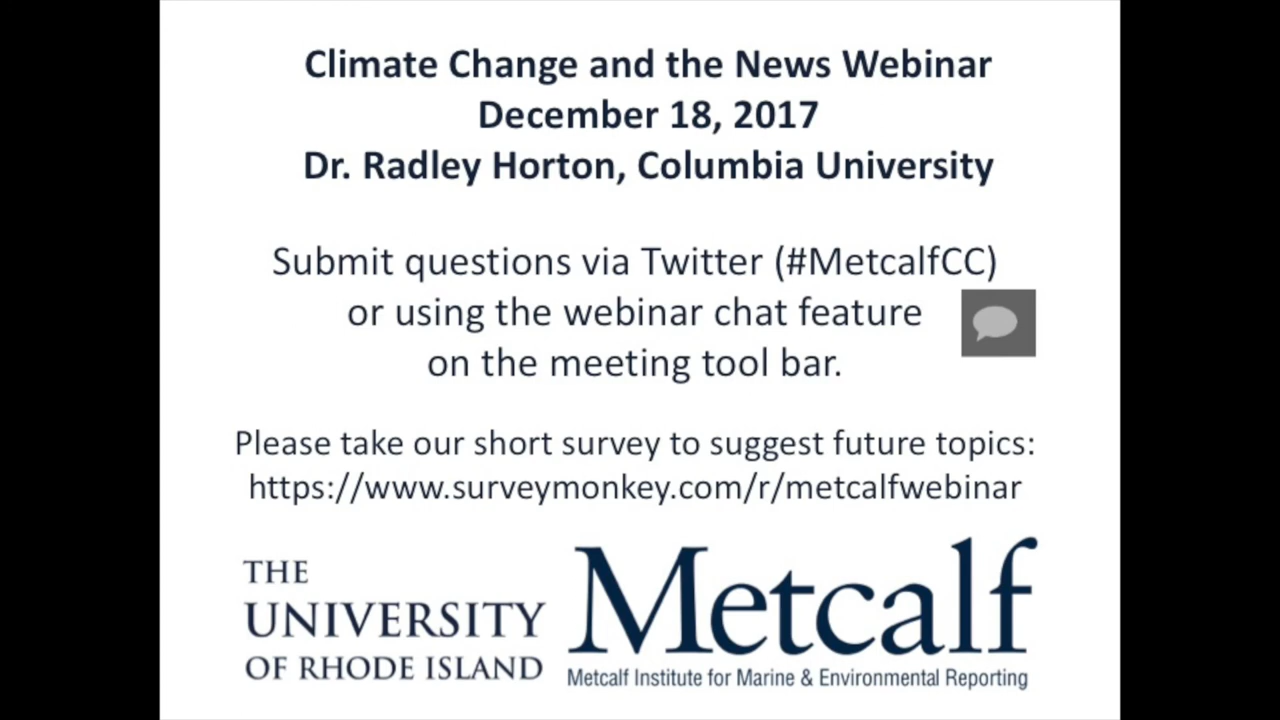 Climate Change and the News Webinar
December 18, 2017
Dr. Radley Horton, Columbia University
Submit questions via Twitter (#MetcalfCC)
or using the webinar chat feature
on the meeting tool bar.
Please take our short survey to suggest future topics:
https://www.surveymonkey.com/r/metcalfwebinar
THE
UNIVERSITY
OF RHODE ISLAND
Metcalf
Metcalf Institute for Marine & Environmental Reporting